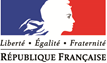 Liberté • Égalité • Fraternité
RÉPUBLIQUE FRANÇAISE